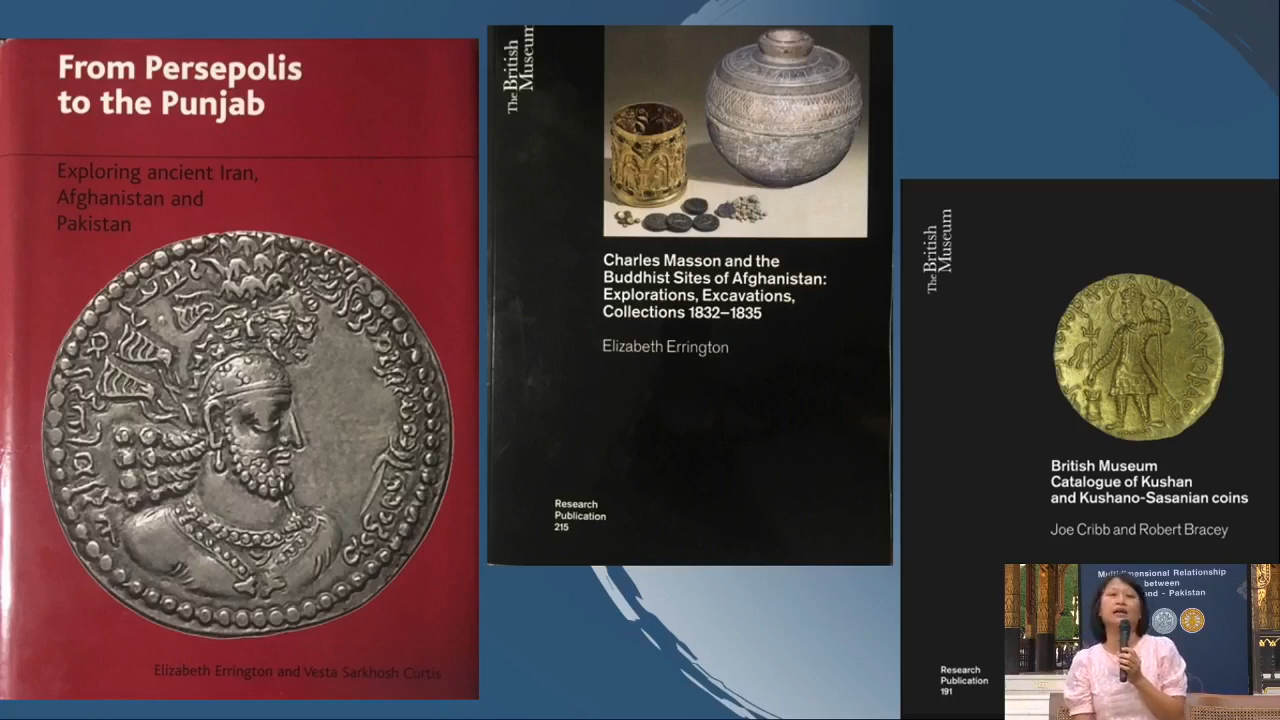 From Persepolis
to the Punjab
Exploring ancient Iran,
Afghanistan and
Pakistan
Elizabeth Errington and Vesta Sarkhosh Curtis
The British
Museum
Charles Masson and the
Buddhist Sites of Afghanistan:
Explorations, Excavations,
Collections 1832–1835
Elizabeth Errington
Research
Publication
215
The British
Museum
British Museum
Catalogue of Kushan
and Kushano-Sasanian coins
Joe Cribb and Robert Bracey
Research
Publication
191
Relationship
between
- Pakistan